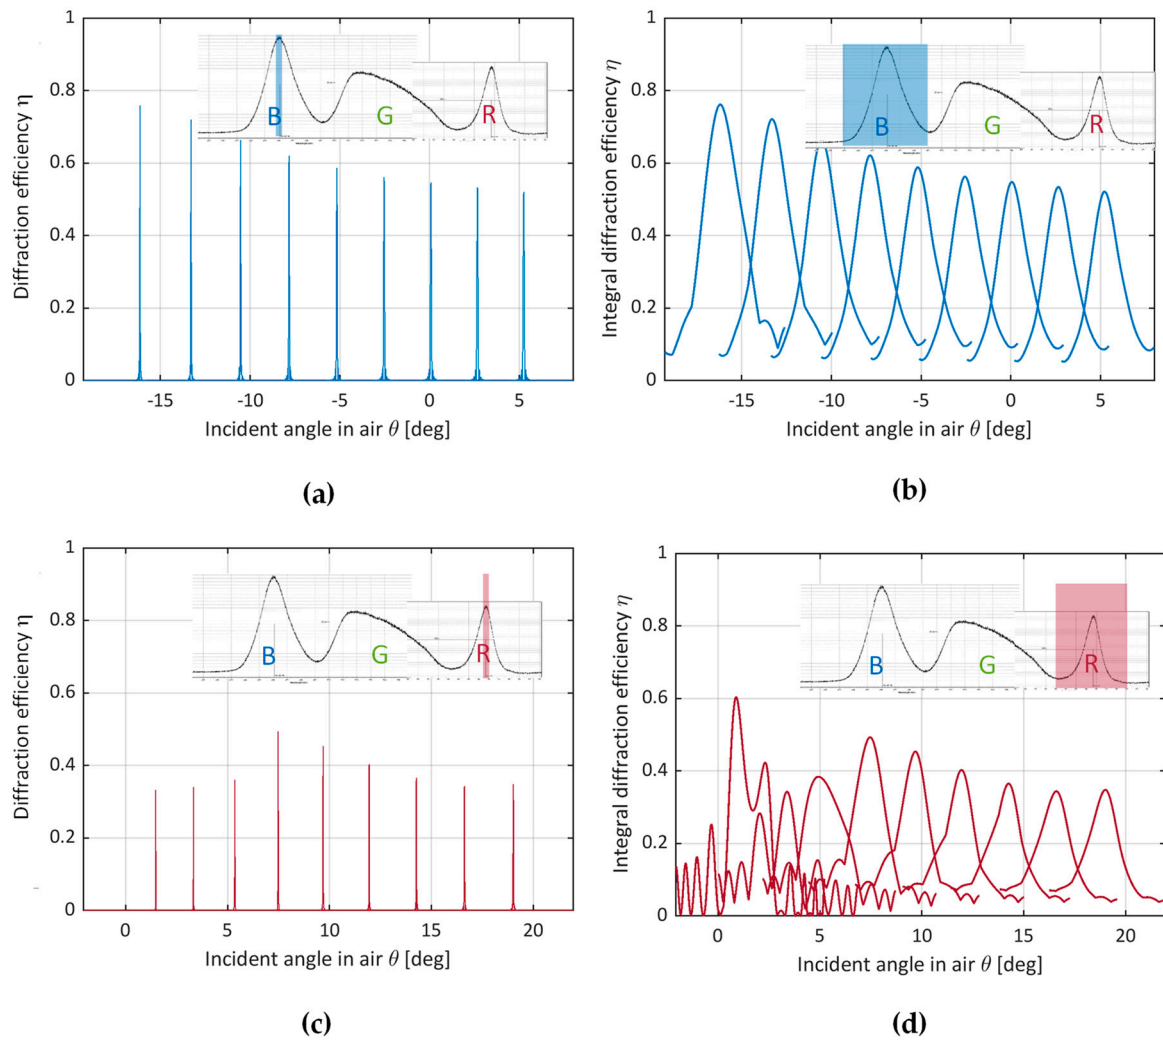 Diffraction efficiency η
1
0.8
0.6
0.4
0.2
0
B
G
R
-15
-10
-5
0
5
Incident angle in air θ [deg]
(a)
Integral diffraction efficiency η
1
0.8
0.6
0.4
0.2
0
B
G
R
-15
-10
-5
0
5
Incident angle in air θ [deg]
(b)
Diffraction efficiency η
1
0.8
0.6
0.4
0.2
0
B
G
R
0
5
10
15
20
Incident angle in air θ [deg]
(c)
Integral diffraction efficiency η
1
0.8
0.6
0.4
0.2
0
B
G
R
0
5
10
15
20
Incident angle in air θ [deg]
(d)